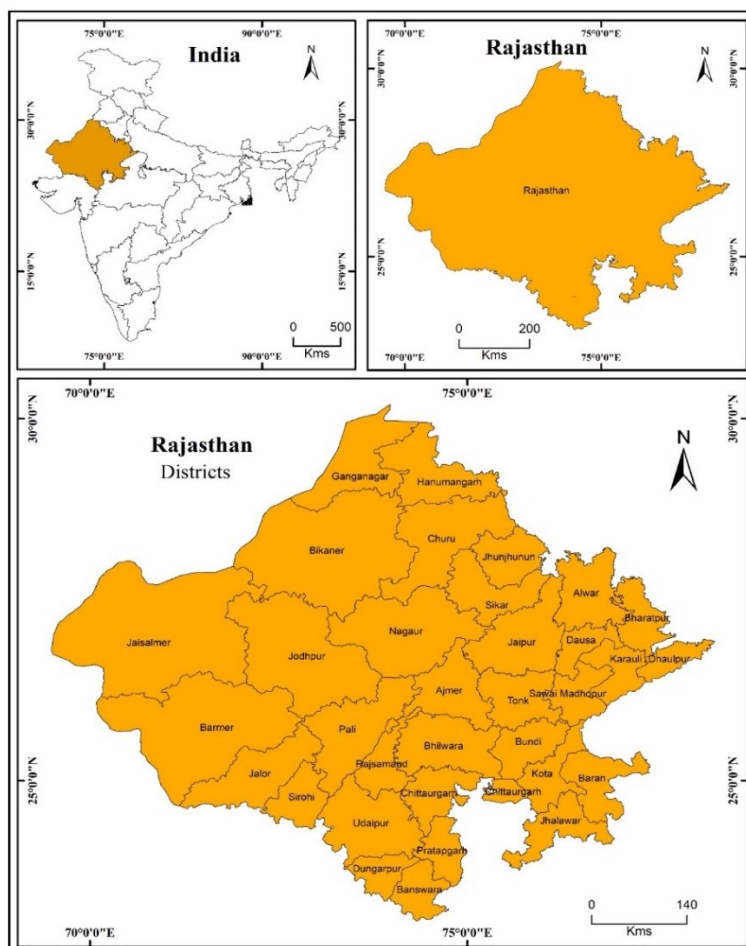 75°0'0"E
90°0'0"E
India
N
30°0'0"N
30°0'0"N
15°0'0"N
15°0'0"N
0 500
Kms
75°0'0"E
90°0'0"E
70°0'0"E
75°0'0"E
Rajasthan
N
30°0'0"N
30°0'0"N
Rajasthan
25°0'0"N
25°0'0"N
0 200
Kms
70°0'0"E
75°0'0"E
70°0'0"E
75°0'0"E
30°0'0"N
30°0'0"N
Rajasthan
Districts
N
Ganganagar
Hanumangarh
Bikaner
Churu
Jhunjhunun
Sikar
Alwar
Bharatpur
Jaisalmer
Jodhpur
Nagaur
Jaipur
Dausa
Karauli
Dhaulpur
Ajmer
Tonk
Sawai Madhopur
Barmer
Pali
Bhilwara
Bundi
Rajsamand
Kota
Baran
Jalor
Sirohi
Chittaurgarh
Chittaurgarh
25°0'0"N
25°0'0"N
Udaipur
Jhalawar
Pratapgarh
Dungarpur
Banswara
0 140
Kms
70°0'0"E
75°0'0"E